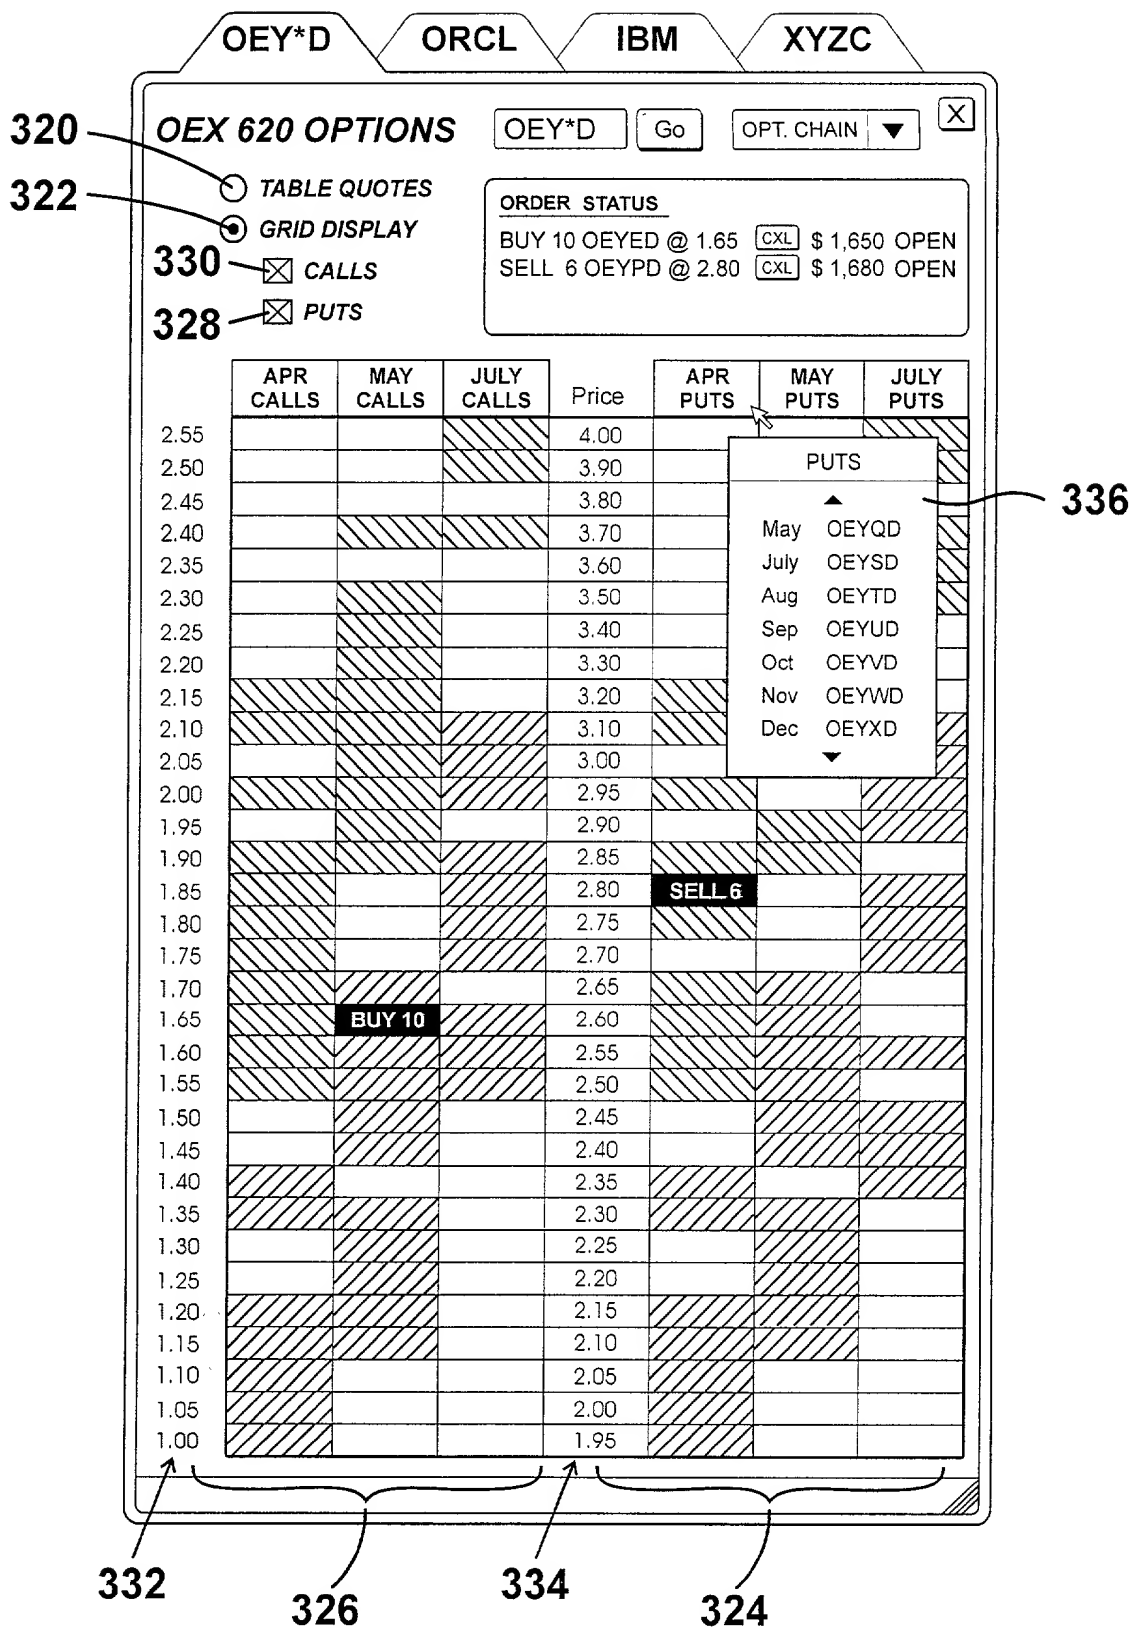 OEY*D ORCL IBM XYZC
X
320 OEX 620 OPTIONS OEY*D Go OPT. CHAIN
TABLE QUOTES
322 GRID DISPLAY
330 CALLS
328 PUTS
ORDER STATUS
BUY 10 OEYED @ 1.65 CXL $ 1,650 OPEN
SELL 6 OEYPD @ 2.80 CXL $ 1,680 OPEN
APR CALLS MAY CALLS JULY CALLS Price APR PUTS MAY PUTS JULY PUTS
2.55 4.00
2.50 3.90
2.45 3.80
2.40 3.70
2.35 3.60
2.30 3.50
2.25 3.40
2.20 3.30
2.15 3.20
2.10 3.10
2.05 3.00
2.00 2.95
1.95 2.90
1.90 2.85
1.85 2.80 SELL 6
1.80 2.75
1.75 2.70
1.70 2.65
1.65 BUY 10 2.60
1.60 2.55
1.55 2.50
1.50 2.45
1.45 2.40
1.40 2.35
1.35 2.30
1.30 2.25
1.25 2.20
1.20 2.15
1.15 2.10
1.10 2.05
1.05 2.00
1.00 1.95
PUTS
336
May OEYQD
July OEYSD
Aug OEYTD
Sep OEYUD
Oct OEYVD
Nov OEYWD
Dec OEYXD
332 326 334 324